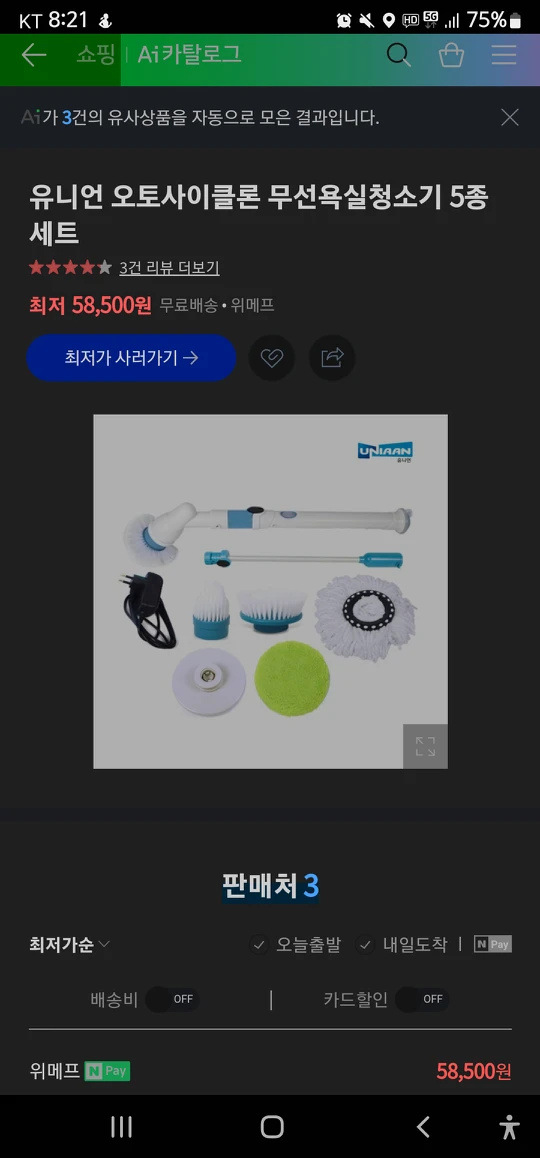 KT 8:21 HD 5G 75%
쇼핑 | Ai카탈로그
Ai가 3건의 유사상품을 자동으로 모은 결과입니다.
유니언 오토사이클론 무선욕실청소기 5종
세트
3건 리뷰 더보기
최저 58,500원 무료배송 • 위메프
최저가 사러가기 →
UNIAAN
유니안
판매처 3
최저가순 오늘출발 내일도착 | N Pay
배송비 OFF | 카드할인 OFF
위메프 N Pay 58,500원